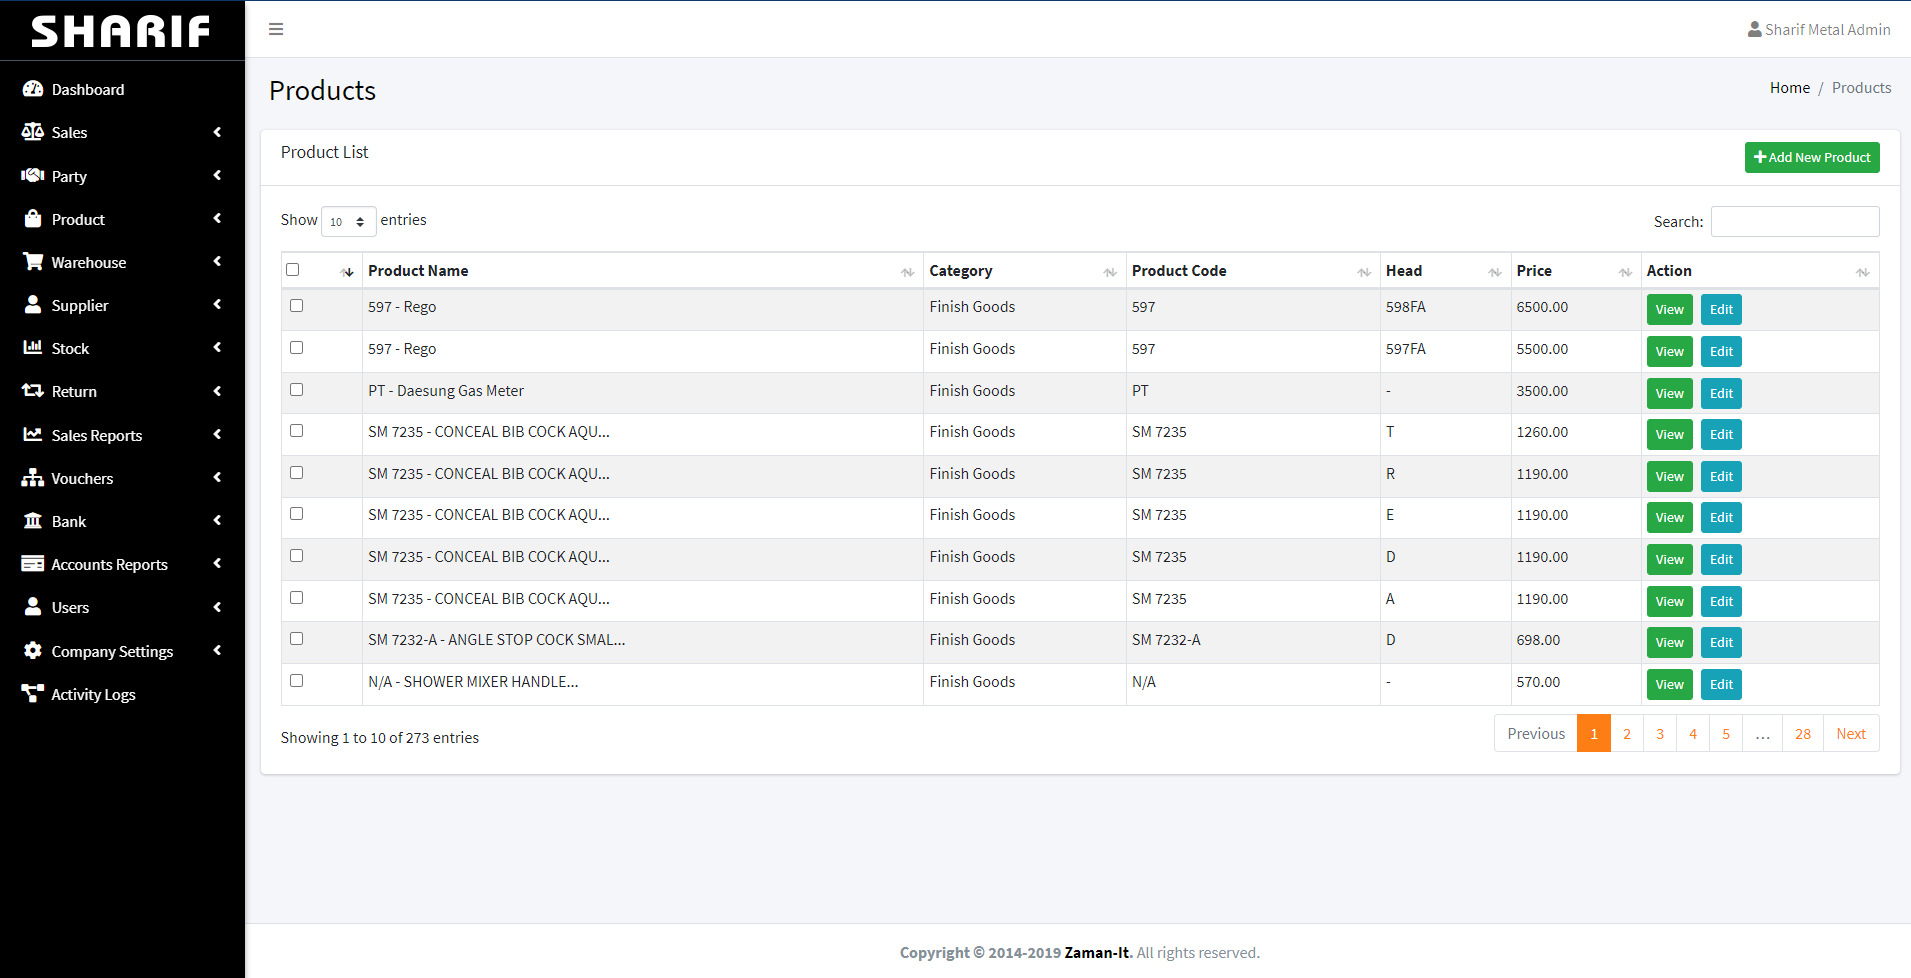 SHARIF
Sharif Metal Admin
Dashboard
Sales
Party
Product
Warehouse
Supplier
Stock
Return
Sales Reports
Vouchers
Bank
Accounts Reports
Users
Company Settings
Activity Logs
Products
Home / Products
Product List
Add New Product
Show 10 entries
Search:
Product Name Category Product Code Head Price Action
597 - Rego Finish Goods 597 598FA 6500.00 View Edit
597 - Rego Finish Goods 597 597FA 5500.00 View Edit
PT - Daesung Gas Meter Finish Goods PT - 3500.00 View Edit
SM 7235 - CONCEAL BIB COCK AQU... Finish Goods SM 7235 T 1260.00 View Edit
SM 7235 - CONCEAL BIB COCK AQU... Finish Goods SM 7235 R 1190.00 View Edit
SM 7235 - CONCEAL BIB COCK AQU... Finish Goods SM 7235 E 1190.00 View Edit
SM 7235 - CONCEAL BIB COCK AQU... Finish Goods SM 7235 D 1190.00 View Edit
SM 7235 - CONCEAL BIB COCK AQU... Finish Goods SM 7235 A 1190.00 View Edit
SM 7232-A - ANGLE STOP COCK SMAL... Finish Goods SM 7232-A D 698.00 View Edit
N/A - SHOWER MIXER HANDLE... Finish Goods N/A - 570.00 View Edit
Showing 1 to 10 of 273 entries
Previous 1 2 3 4 5 ... 28 Next
Copyright © 2014-2019 Zaman-It. All rights reserved.